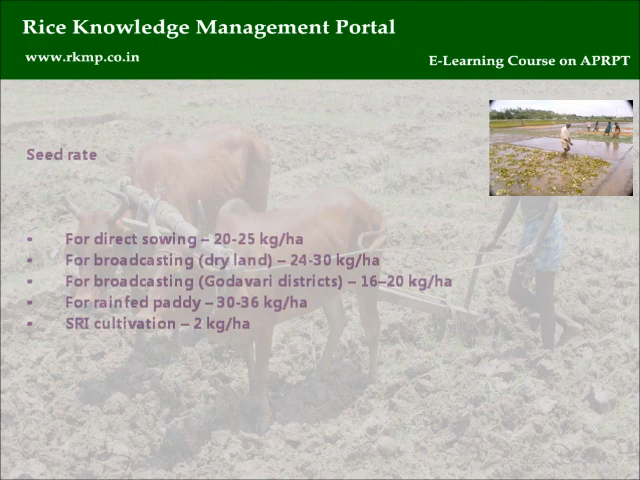 Rice Knowledge Management Portal
www.rkmp.co.in
E-Learning Course on APRPT
Seed rate
• For direct sowing – 20-25 kg/ha
• For broadcasting (dry land) – 24-30 kg/ha
• For broadcasting (Godavari districts) – 16–20 kg/ha
• For rainfed paddy – 30-36 kg/ha
• SRI cultivation – 2 kg/ha